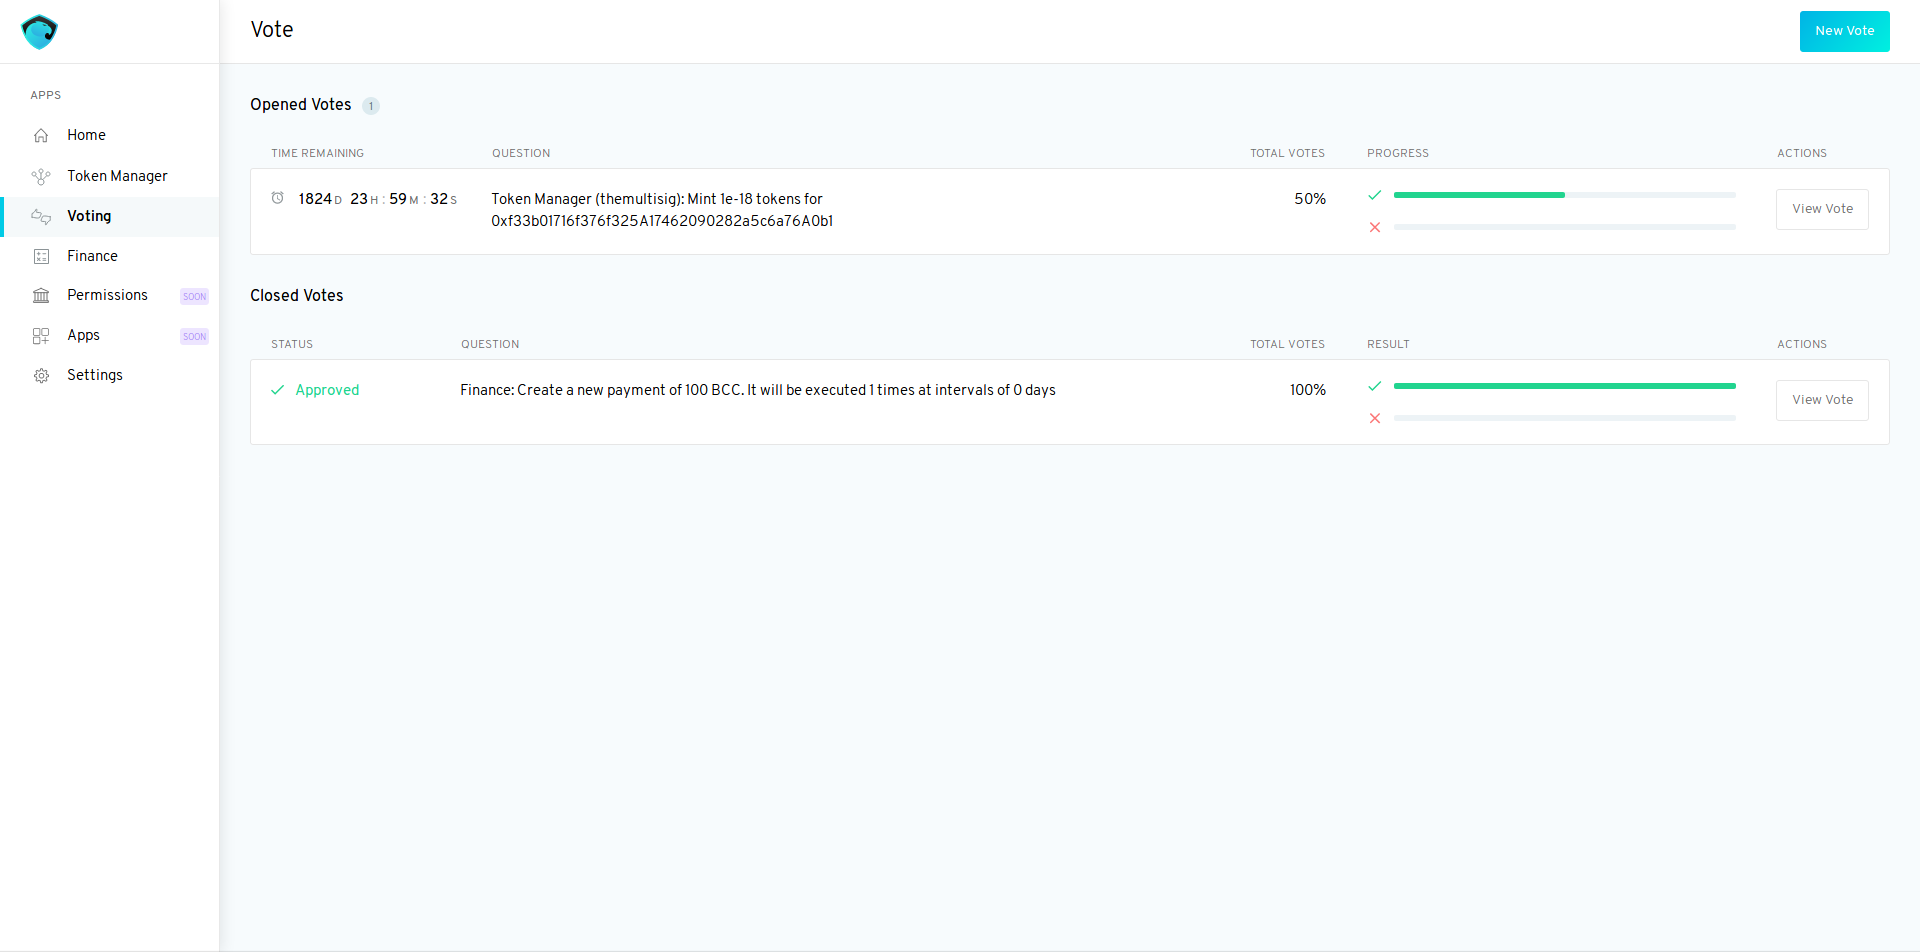 Vote
New Vote
APPS
Home
Token Manager
Voting
Finance
Permissions SOON
Apps SOON
Settings
Opened Votes 1
TIME REMAINING QUESTION TOTAL VOTES PROGRESS ACTIONS
1824 D 23 H : 59 M : 32 S Token Manager (themultisig): Mint 1e-18 tokens for 50% View Vote
0xf33b01716f376f325A17462090282a5c6a76A0b1
Closed Votes
STATUS QUESTION TOTAL VOTES RESULT ACTIONS
Approved Finance: Create a new payment of 100 BCC. It will be executed 1 times at intervals of 0 days 100% View Vote